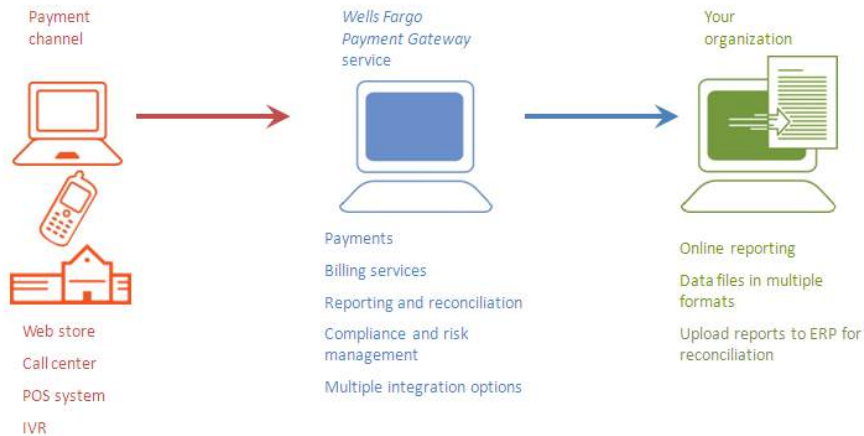 Payment
channel
Wells Fargo
Payment Gateway
service
Your
organization
Web store
Call center
POS system
IVR
Payments
Billing services
Reporting and reconciliation
Compliance and risk
management
Multiple integration options
Online reporting
Data files in multiple
formats
Upload reports to ERP for
reconciliation